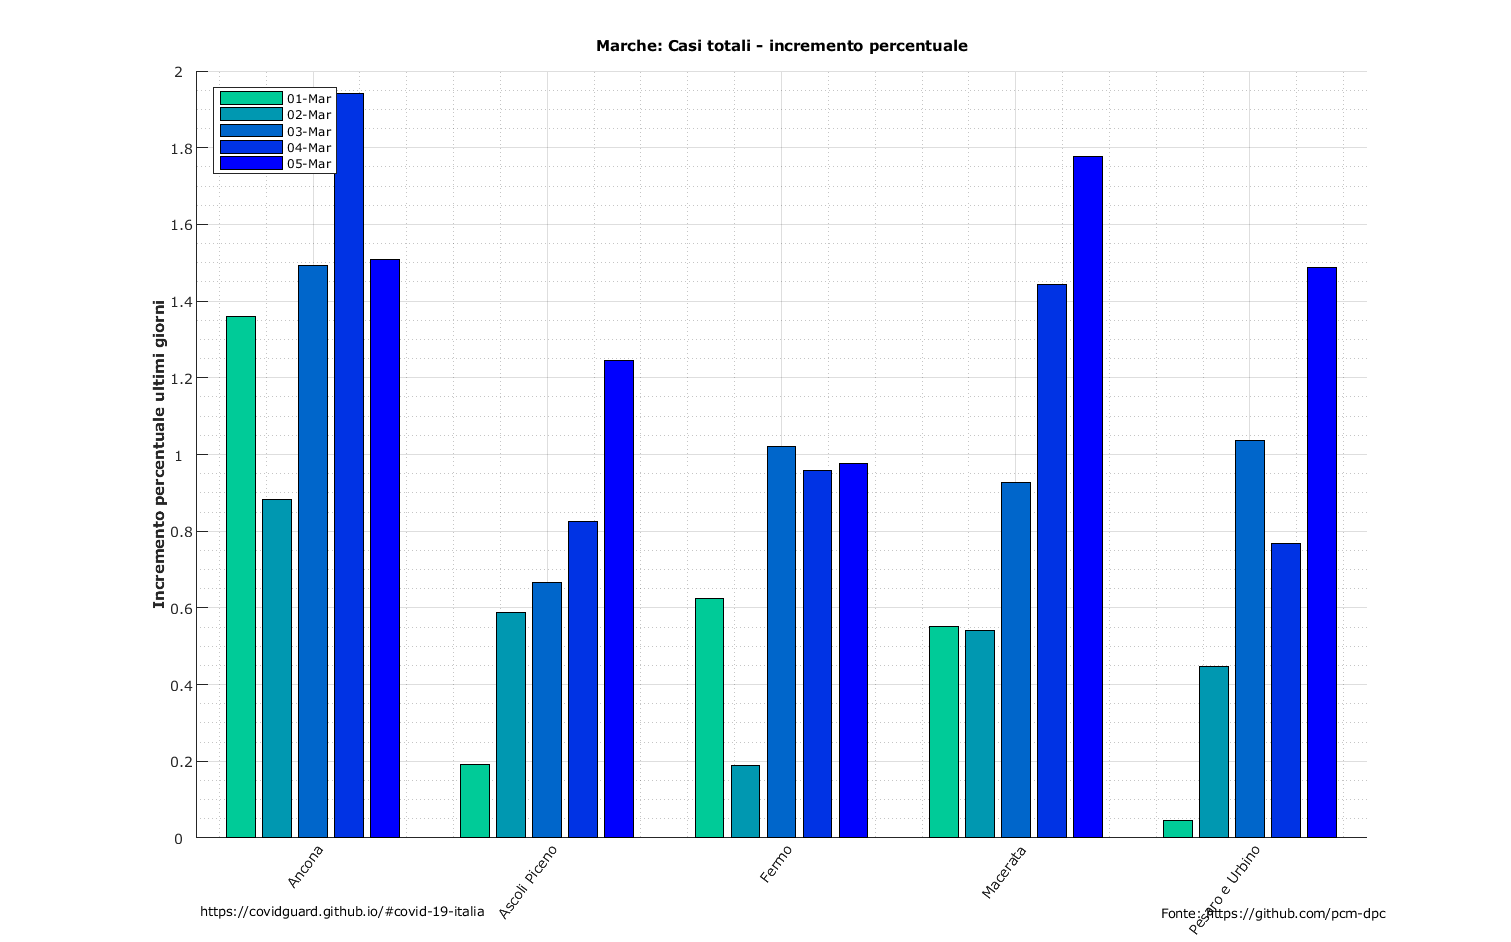 Marche: Casi totali - incremento percentuale
Incremento percentuale ultimi giorni
2
1.8
1.6
1.4
1.2
1
0.8
0.6
0.4
0.2
0
01-Mar
02-Mar
03-Mar
04-Mar
05-Mar
Ancona
Ascoli Piceno
Fermo
Macerata
Pesaro e Urbino
https://covidguard.github.io/#covid-19-italia
Fonte: https://github.com/pcm-dpc